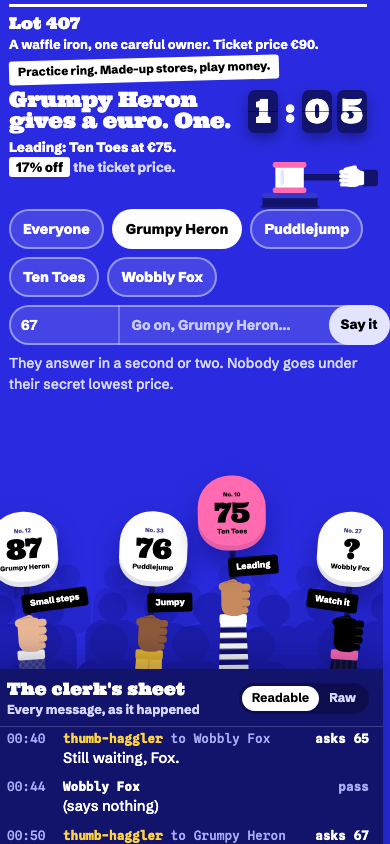 Lot 407
A waffle iron, one careful owner. Ticket price €90.
Practice ring. Made-up stores, play money.
Grumpy Heron
gives a euro. One.
1:05
Leading: Ten Toes at €75.
17% off the ticket price.
Everyone
Grumpy Heron
Puddlejump
Ten Toes
Wobbly Fox
67
Go on, Grumpy Heron...
Say it
They answer in a second or two. Nobody goes under
their secret lowest price.
No. 10
75
Ten Toes
Leading
No. 12
87
Grumpy Heron
Small steps
No. 33
76
Puddlejump
Jumpy
No. 27
?
Wobbly Fox
Watch it
The clerk's sheet
Every message, as it happened
Readable
Raw
00:40 thumb-haggler to Wobbly Fox asks 65
Still waiting, Fox.
00:44 Wobbly Fox pass
(says nothing)
00:50 thumb-haggler to Grumpy Heron asks 67